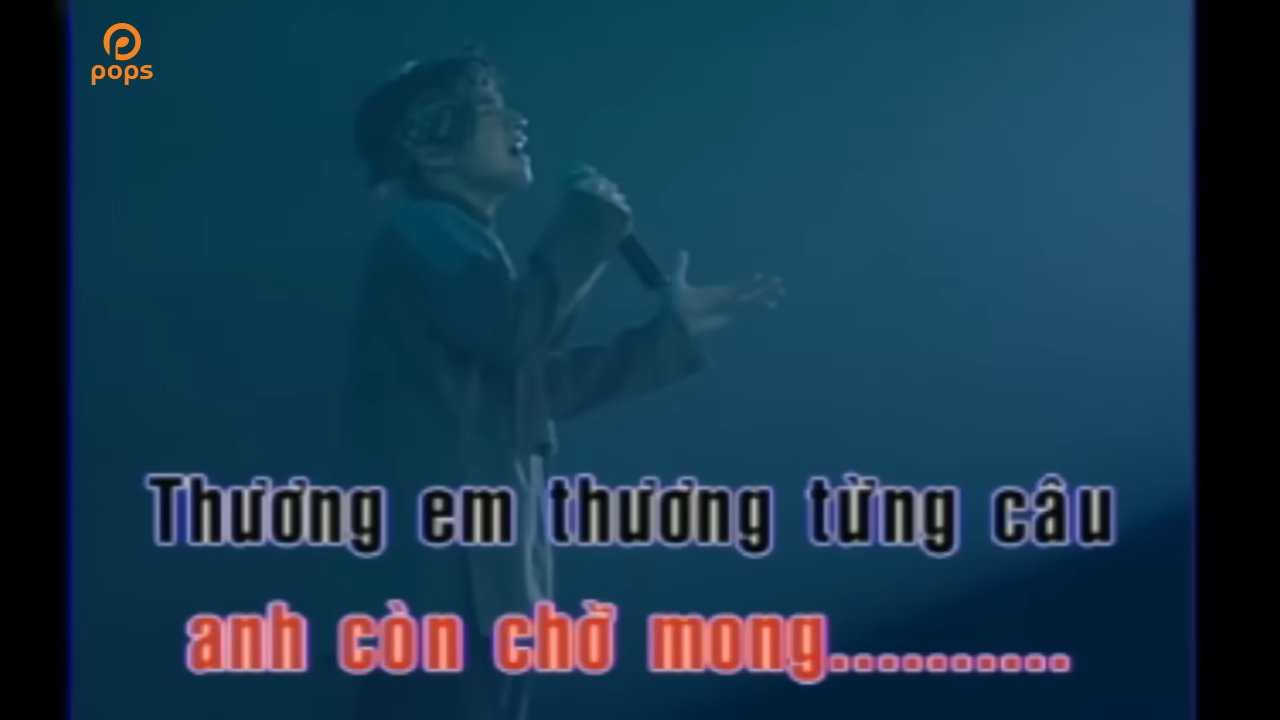 pops
Thương em thương từng câu
anh còn chờ mong..........